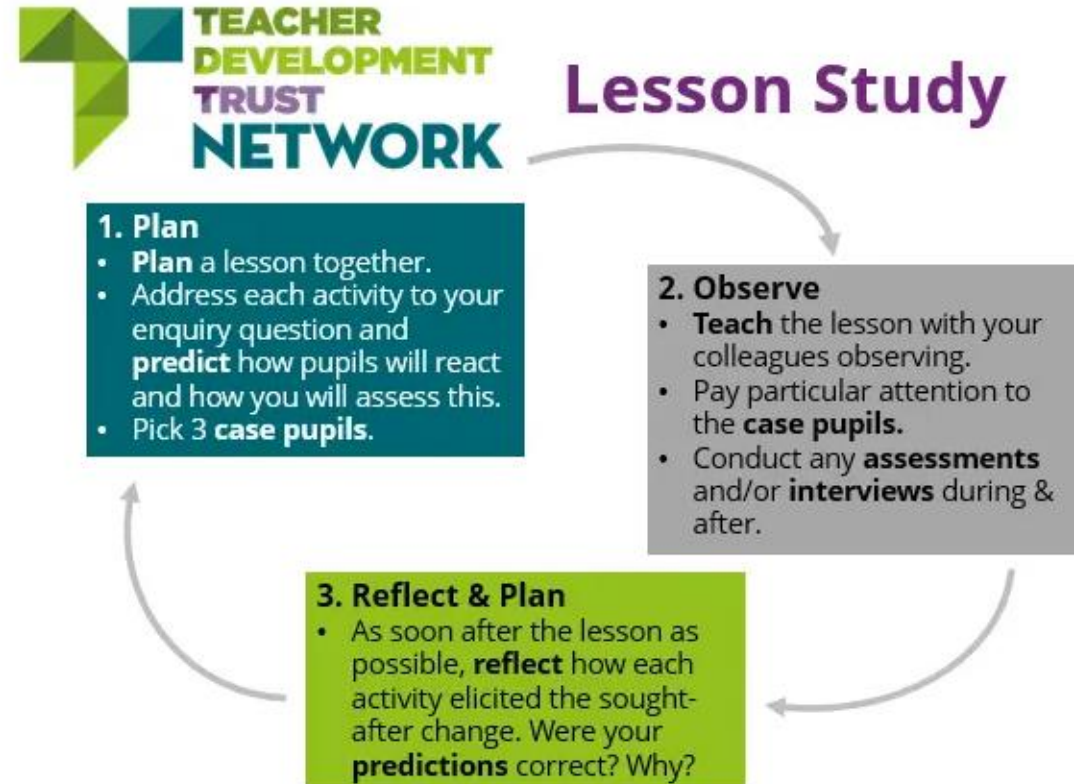 TEACHER
DEVELOPMENT
TRUST
NETWORK
Lesson Study
1. Plan
• Plan a lesson together.
• Address each activity to your
enquiry question and
predict how pupils will react
and how you will assess this.
• Pick 3 case pupils.
2. Observe
• Teach the lesson with your
colleagues observing.
• Pay particular attention to
the case pupils.
• Conduct any assessments
and/or interviews during &
after.
3. Reflect & Plan
• As soon after the lesson as
possible, reflect how each
activity elicited the sought-
after change. Were your
predictions correct? Why?